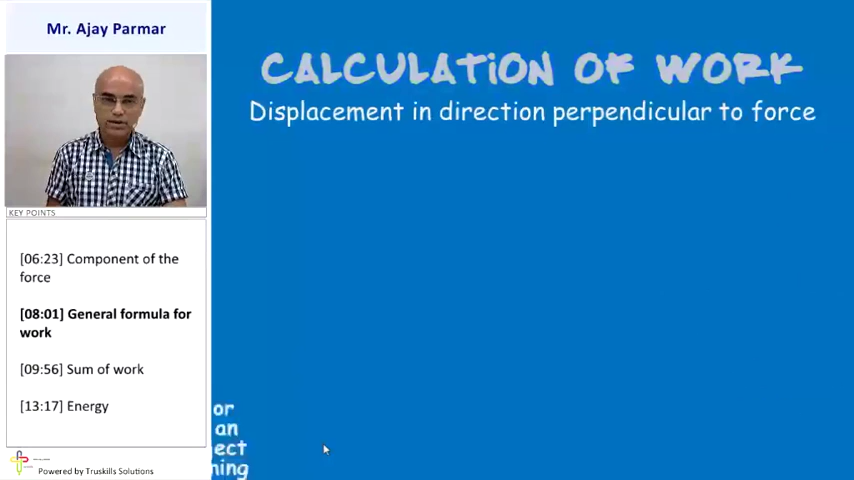 Mr. Ajay Parmar
KEY POINTS
[06:23] Component of the
force
[08:01] General formula for
work
[09:56] Sum of work
[13:17] Energy
Powered by Truskills Solutions
CALCULATION OF WORK
Displacement in direction perpendicular to force
or
an
ect
ning